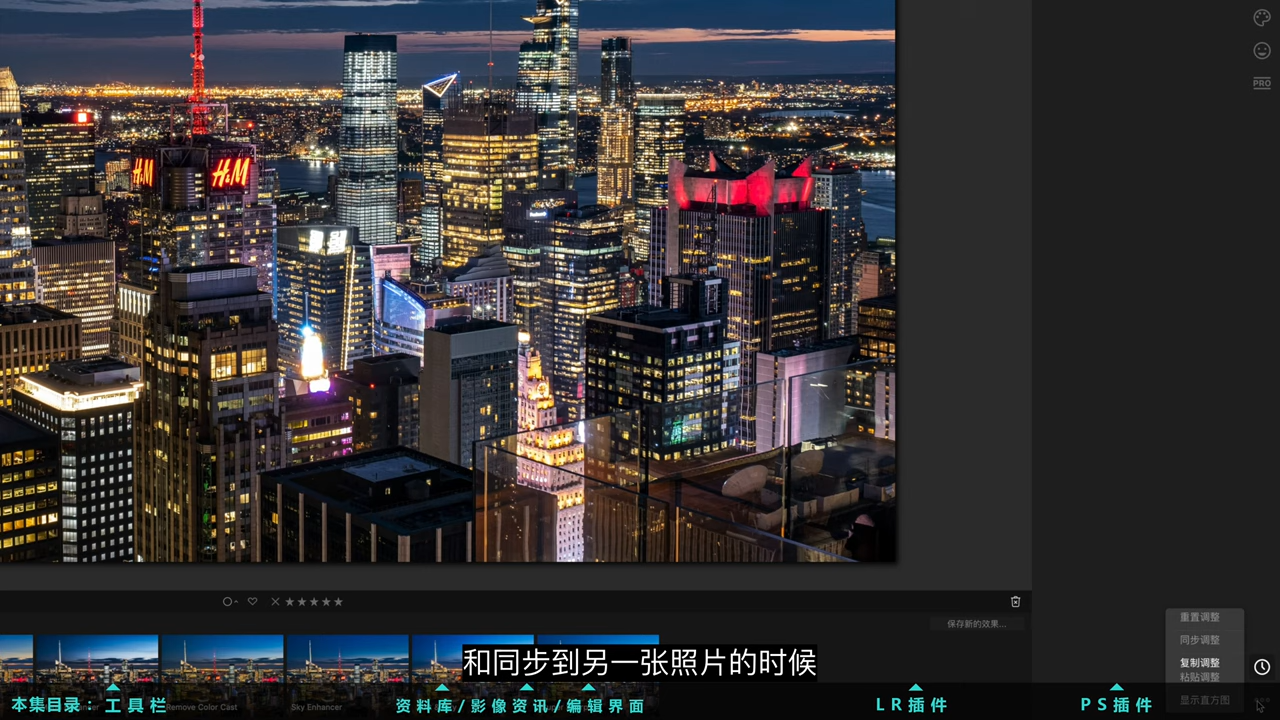 PRO
H&M
H&M
保存新的效果...
重置调整
同步调整
复制调整
粘贴调整
显示直方图
和同步到另一张照片的时候
Remove Color Cast
Sky Enhancer
本集目录：工具栏
资料库/影像资讯/编辑界面
LR插件
PS插件